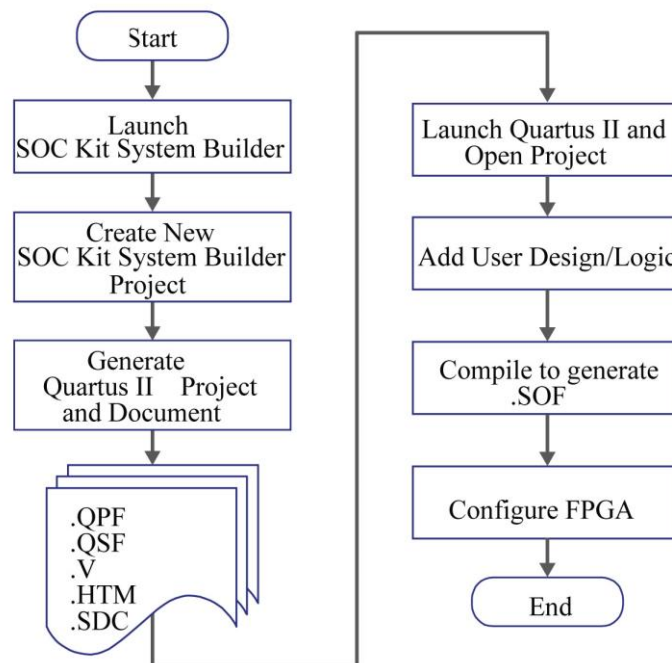 Start
Launch
SOC Kit System Builder
Create New
SOC Kit System Builder
Project
Generate
Quartus II Project
and Document
.QPF
.QSF
.V
.HTM
.SDC
Launch Quartus II and
Open Project
Add User Design/Logic
Compile to generate
.SOF
Configure FPGA
End